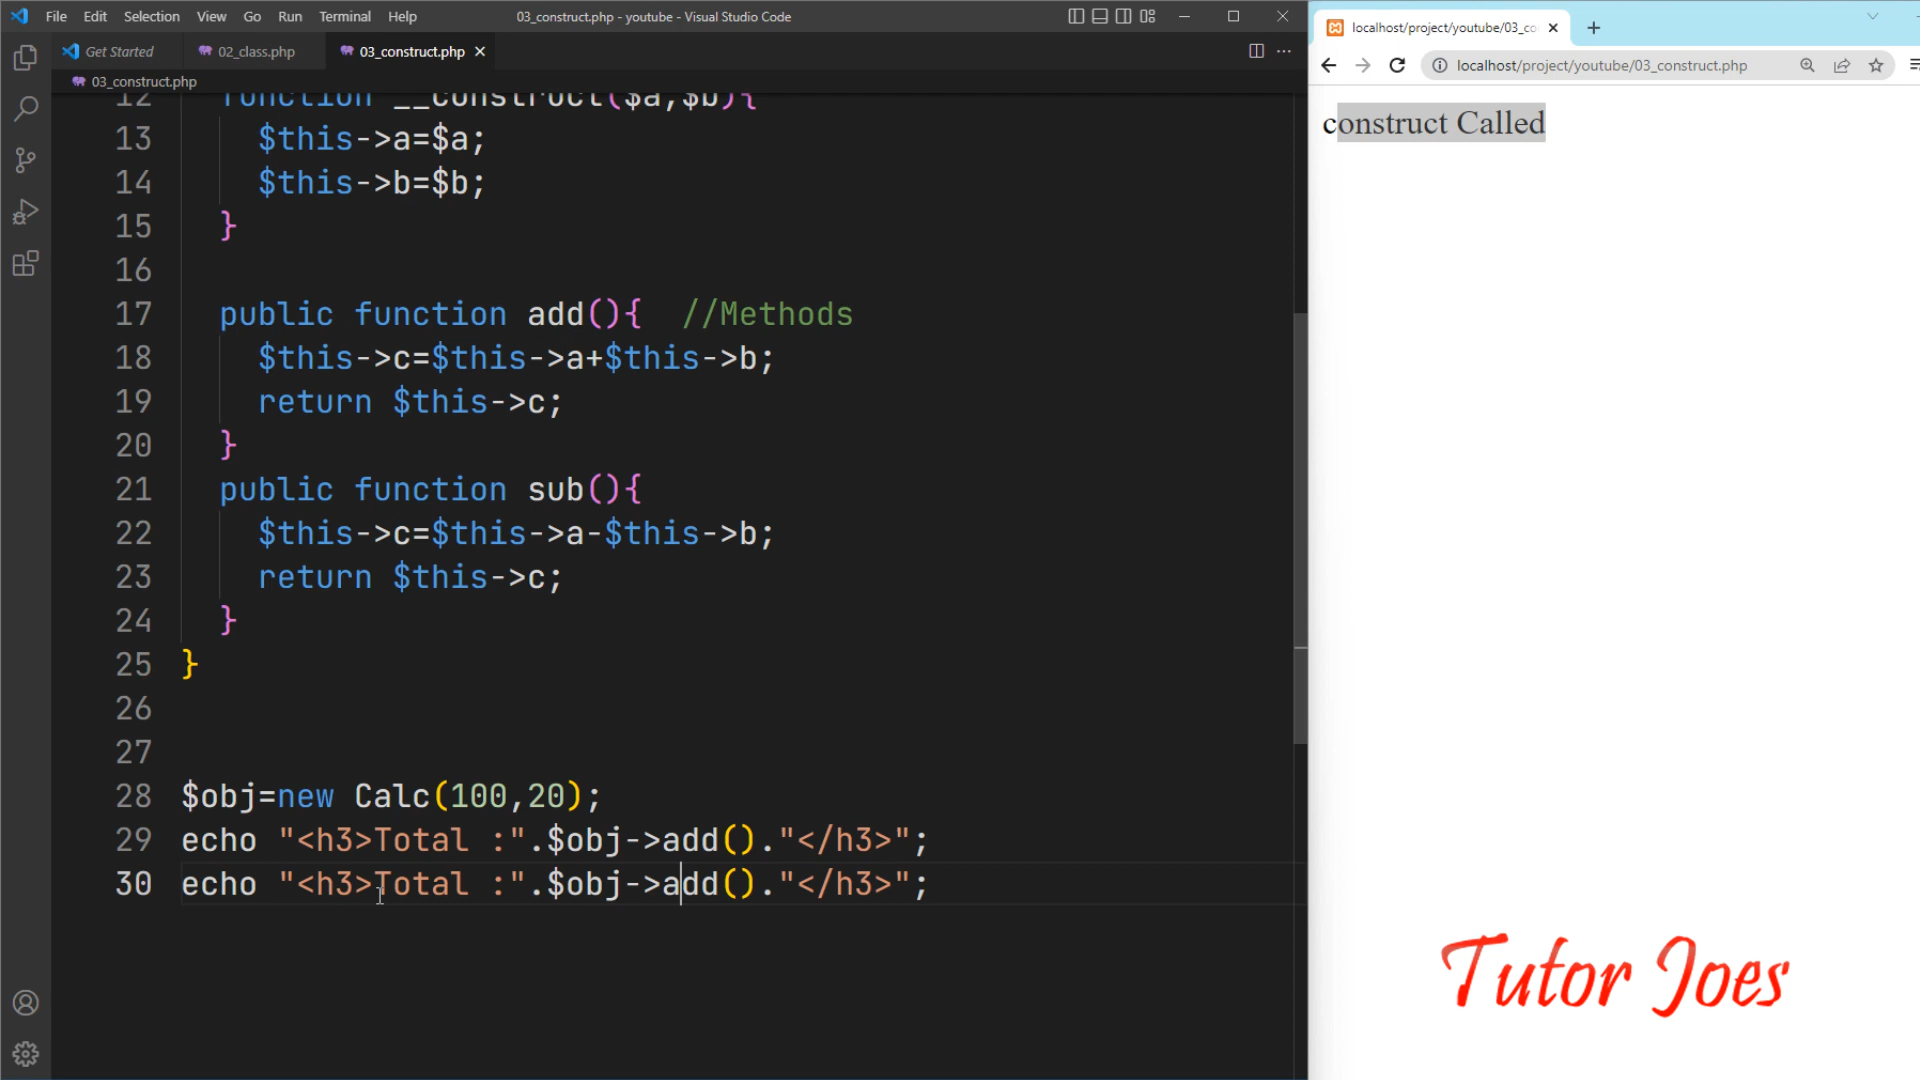 File Edit Selection View Go Run Terminal Help
03_construct.php - youtube - Visual Studio Code
Get Started
02_class.php
03_construct.php
03_construct.php
12 function __construct($a,$b){
13 $this->a=$a;
14 $this->b=$b;
15 }
16
17 public function add(){ //Methods
18 $this->c=$this->a+$this->b;
19 return $this->c;
20 }
21 public function sub(){
22 $this->c=$this->a-$this->b;
23 return $this->c;
24 }
25 }
26
27
28 $obj=new Calc(100,20);
29 echo "<h3>Total :".$obj->add()."</h3>";
30 echo "<h3>Total :".$obj->add()."</h3>";
localhost/project/youtube/03_co
localhost/project/youtube/03_construct.php
construct Called
Tutor Joes